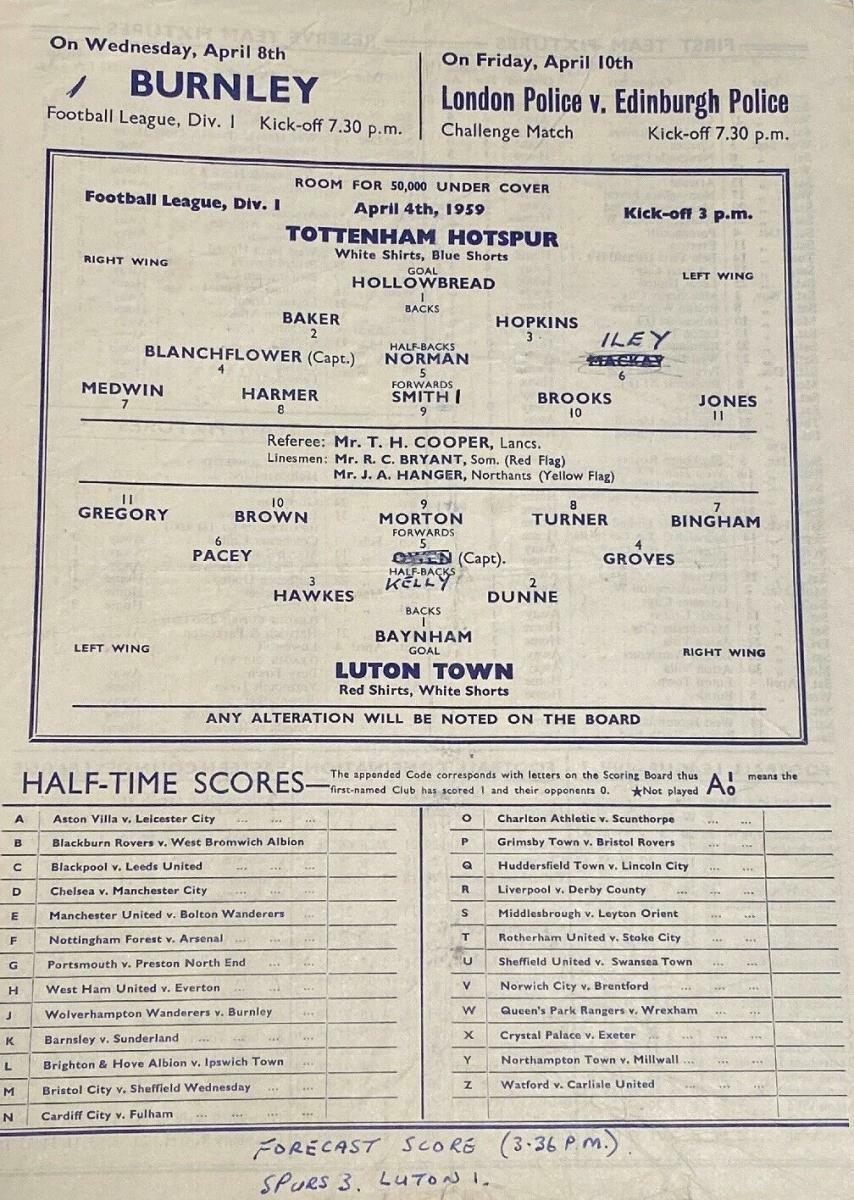 On Wednesday, April 8th
BURNLEY
Football League, Div. 1 Kick-off 7.30 p.m.
On Friday, April 10th
London Police v. Edinburgh Police
Challenge Match Kick-off 7.30 p.m.
ROOM FOR 50,000 UNDER COVER
Football League, Div. 1 April 4th, 1959 Kick-off 3 p.m.
TOTTENHAM HOTSPUR
White Shirts, Blue Shorts
RIGHT WING LEFT WING
GOAL
HOLLOWBREAD
1
BACKS
BAKER HOPKINS
2 3
ILEY
HALF-BACKS
BLANCHFLOWER (Capt.) NORMAN MACKAY
4 5 6
FORWARDS
MEDWIN HARMER SMITH 1 BROOKS JONES
7 8 9 10 11
Referee: Mr. T. H. COOPER, Lancs.
Linesmen: Mr. R. C. BRYANT, Som. (Red Flag)
Mr. J. A. HANGER, Northants (Yellow Flag)
11 10 9 8 7
GREGORY BROWN MORTON TURNER BINGHAM
FORWARDS
6 5 4
PACEY OWEN (Capt). GROVES
HALF-BACKS
KELLY
3 2
HAWKES DUNNE
BACKS
1
BAYNHAM
GOAL
LEFT WING RIGHT WING
LUTON TOWN
Red Shirts, White Shorts
ANY ALTERATION WILL BE NOTED ON THE BOARD
HALF-TIME SCORES—The appended Code corresponds with letters on the Scoring Board thus A1 0 means the
first-named Club has scored 1 and their opponents 0. ★Not played
A Aston Villa v. Leicester City ... ... ...
B Blackburn Rovers v. West Bromwich Albion
C Blackpool v. Leeds United ... ... ...
D Chelsea v. Manchester City ... ...
E Manchester United v. Bolton Wanderers ...
F Nottingham Forest v. Arsenal ... ... ...
G Portsmouth v. Preston North End ... ...
H West Ham United v. Everton ... ... ...
J Wolverhampton Wanderers v. Burnley ...
K Barnsley v. Sunderland ... ... ... ...
L Brighton & Hove Albion v. Ipswich Town ...
M Bristol City v. Sheffield Wednesday ... ...
N Cardiff City v. Fulham ... ... ... ...
O Charlton Athletic v. Scunthorpe ... ...
P Grimsby Town v. Bristol Rovers ... ...
Q Huddersfield Town v. Lincoln City ... ...
R Liverpool v. Derby County ... ... ...
S Middlesbrough v. Leyton Orient ... ...
T Rotherham United v. Stoke City ... ...
U Sheffield United v. Swansea Town ... ...
V Norwich City v. Brentford ... ... ...
W Queen's Park Rangers v. Wrexham ... ...
X Crystal Palace v. Exeter ... ... ... ...
Y Northampton Town v. Millwall ... ... ...
Z Watford v. Carlisle United ... ... ...
FORECAST SCORE (3.36 P.M.).
SPURS 3. LUTON 1.